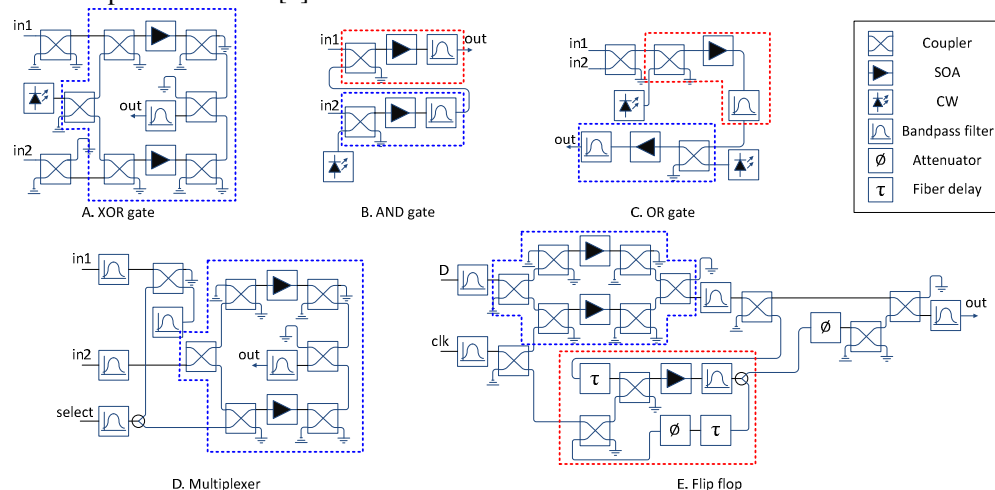 in1
in2
out
A. XOR gate
in1
in2
out
B. AND gate
in1
in2
out
C. OR gate
Coupler
SOA
CW
Bandpass filter
ϕ Attenuator
τ Fiber delay
in1
in2
select
out
D. Multiplexer
D
clk
τ
ϕ
τ
ϕ
out
E. Flip flop